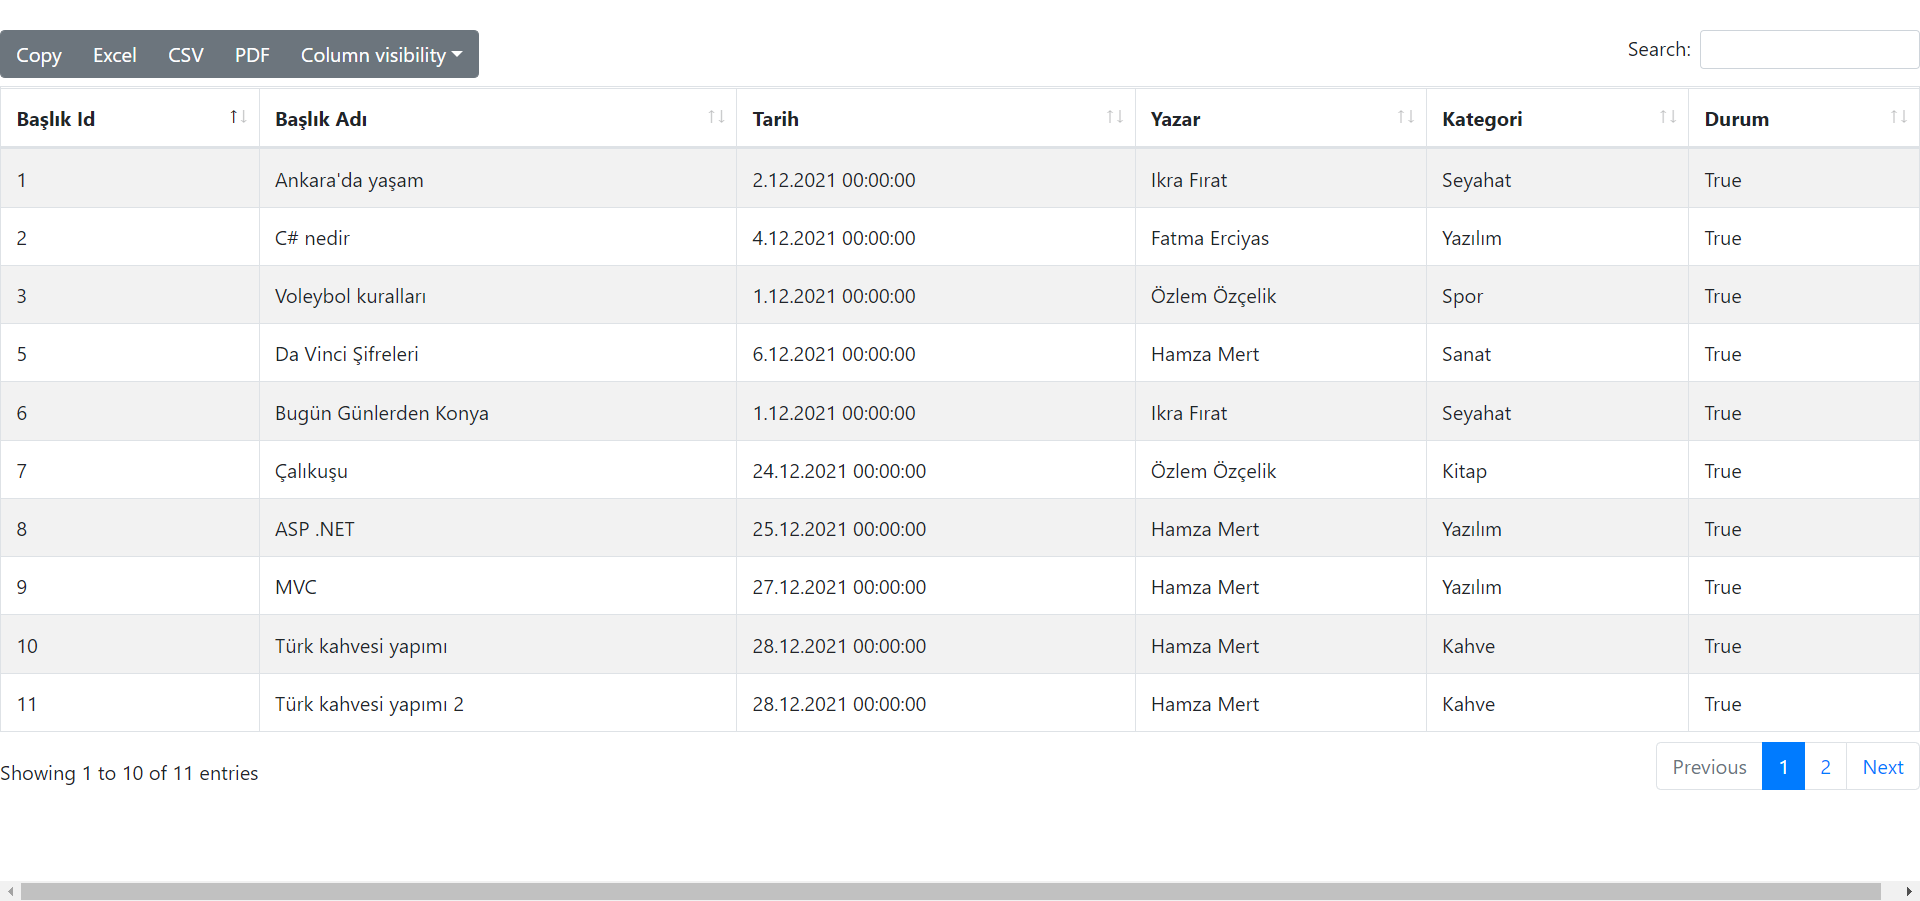 Copy Excel CSV PDF Column visibility Search:
Başlık Id Başlık Adı Tarih Yazar Kategori Durum
1 Ankara'da yaşam 2.12.2021 00:00:00 Ikra Fırat Seyahat True
2 C# nedir 4.12.2021 00:00:00 Fatma Erciyas Yazılım True
3 Voleybol kuralları 1.12.2021 00:00:00 Özlem Özçelik Spor True
5 Da Vinci Şifreleri 6.12.2021 00:00:00 Hamza Mert Sanat True
6 Bugün Günlerden Konya 1.12.2021 00:00:00 Ikra Fırat Seyahat True
7 Çalıkuşu 24.12.2021 00:00:00 Özlem Özçelik Kitap True
8 ASP .NET 25.12.2021 00:00:00 Hamza Mert Yazılım True
9 MVC 27.12.2021 00:00:00 Hamza Mert Yazılım True
10 Türk kahvesi yapımı 28.12.2021 00:00:00 Hamza Mert Kahve True
11 Türk kahvesi yapımı 2 28.12.2021 00:00:00 Hamza Mert Kahve True
Showing 1 to 10 of 11 entries Previous 1 2 Next